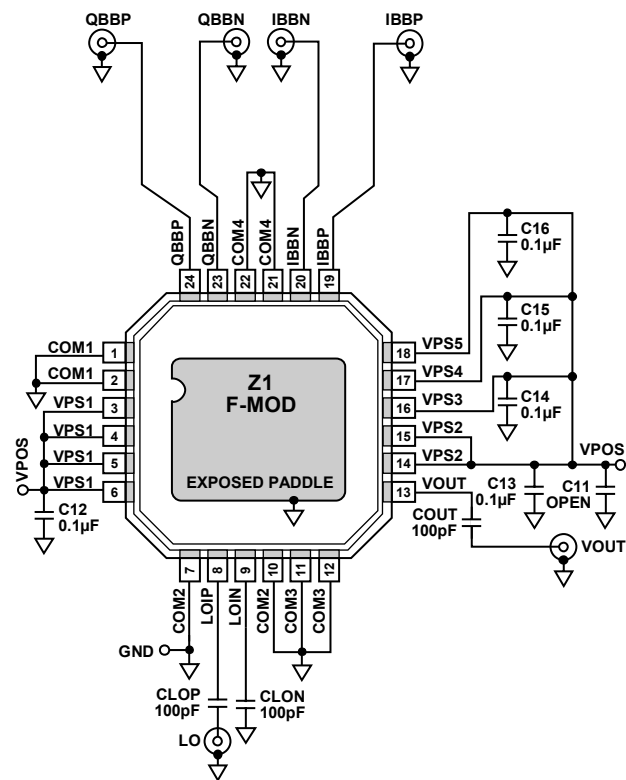 QBBP
QBBN
IBBN
IBBP
QBBP
QBBN
COM4
COM4
IBBN
IBBP
24
23
22
21
20
19
C16
0.1µF
C15
0.1µF
C14
0.1µF
COM1
1
COM1
2
VPS1
3
VPS1
4
VPS1
5
VPS1
6
VPOS
C12
0.1µF
Z1
F-MOD
EXPOSED PADDLE
18
VPS5
17
VPS4
16
VPS3
15
VPS2
14
VPS2
13
VOUT
VPOS
C13
0.1µF
C11
OPEN
COUT
100pF
VOUT
7
8
9
10
11
12
COM2
LOIP
LOIN
COM2
COM3
COM3
GND
CLOP
100pF
CLON
100pF
LO